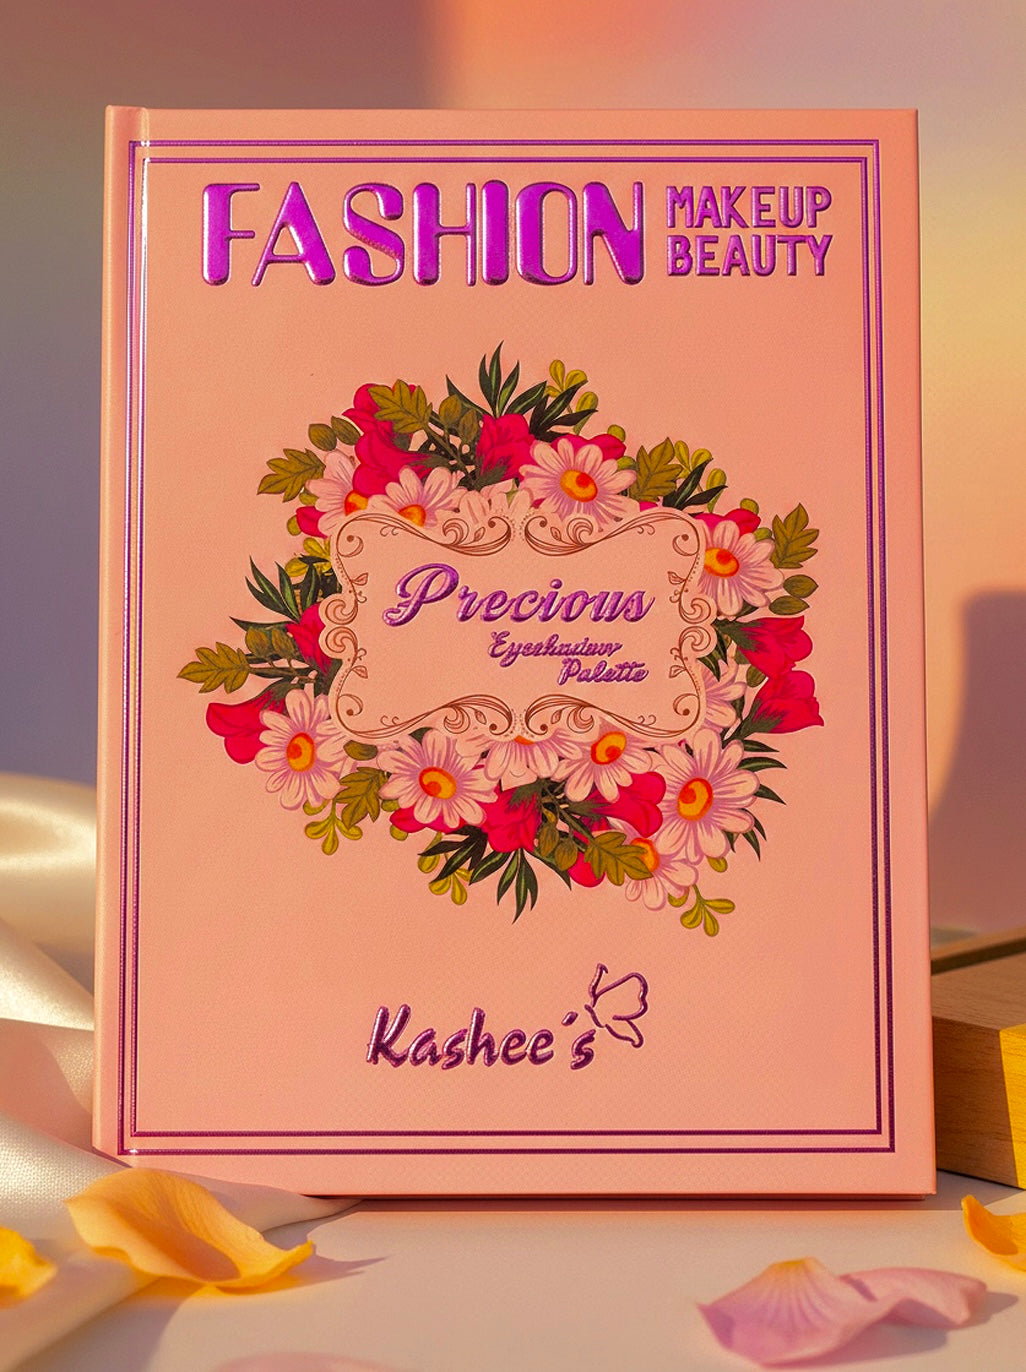 FASHION MAKEUP BEAUTY
Precious
Eyeshadow
Palette
Kashee's